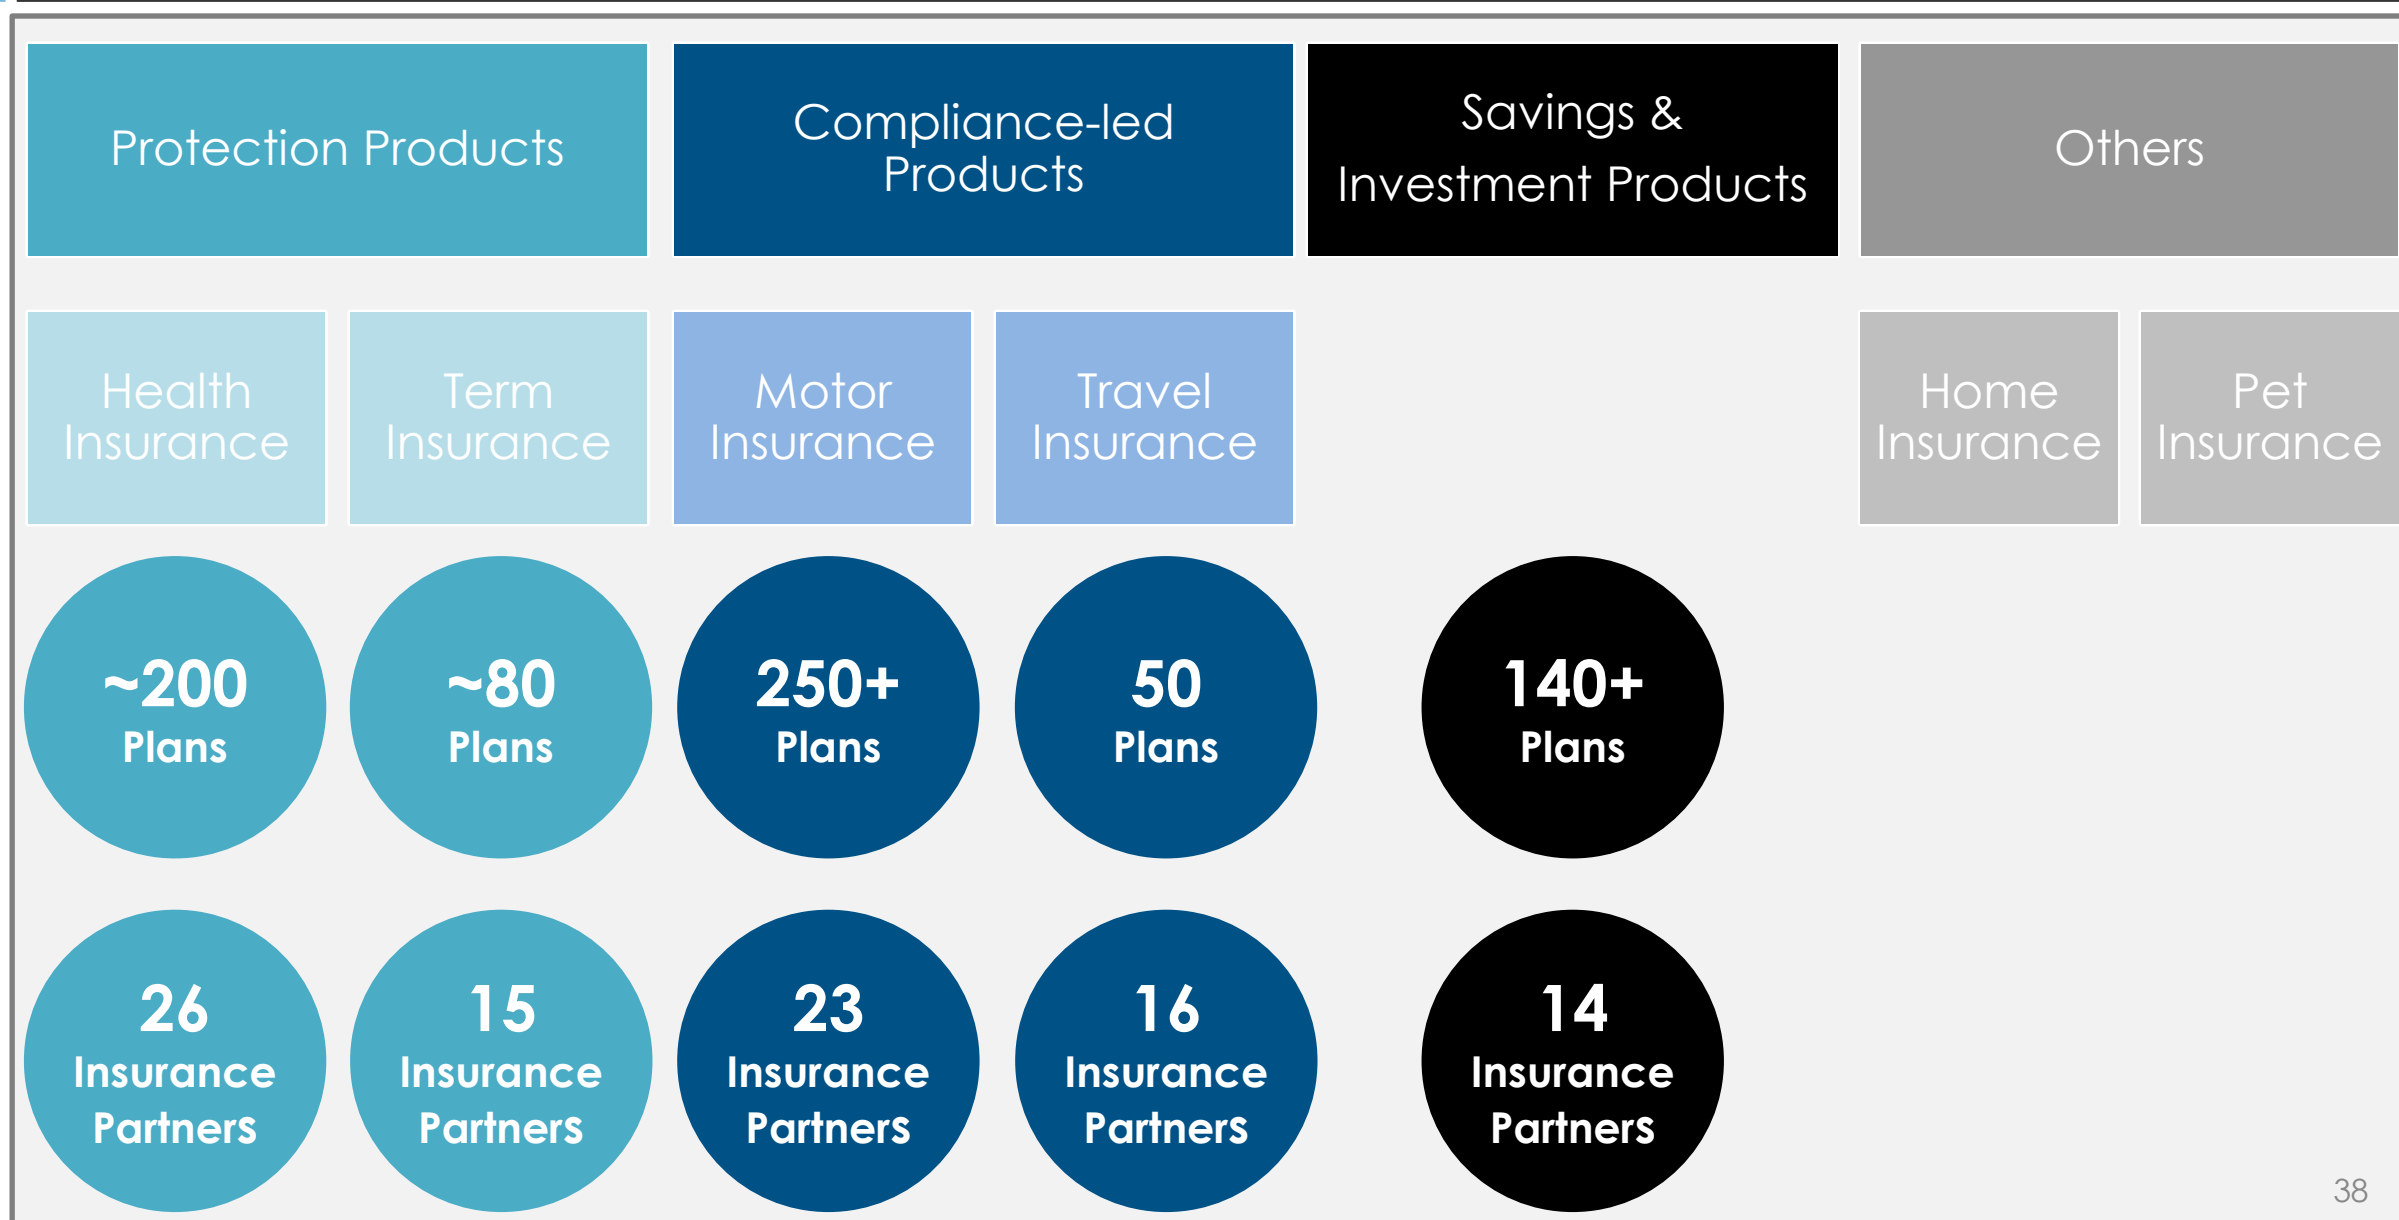 Protection Products
Compliance-led
Products
Savings &
Investment Products
Others
Health
Insurance
Term
Insurance
Motor
Insurance
Travel
Insurance
Home
Insurance
Pet
Insurance
~200
Plans
~80
Plans
250+
Plans
50
Plans
140+
Plans
26
Insurance
Partners
15
Insurance
Partners
23
Insurance
Partners
16
Insurance
Partners
14
Insurance
Partners
38